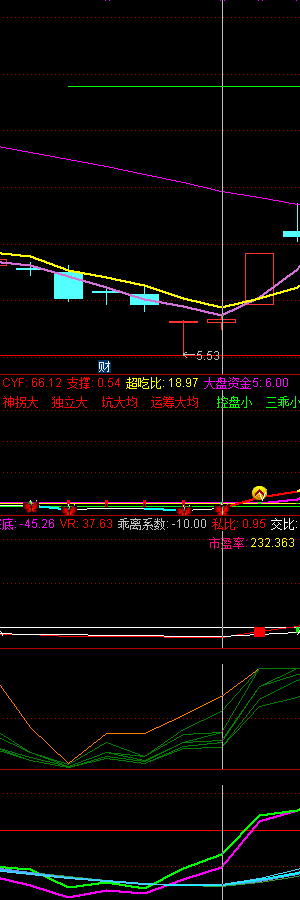 5.53
财
CYF: 66.12 支撑: 0.54 超吃比: 18.97 大盘资金5: 6.00
神拐大 独立大 坑大均 运筹大均 控盘小 三乖小
底: -45.26 VR: 37.63 乖离系数: -10.00 私比: 0.95 交比:
市盈率: 232.363